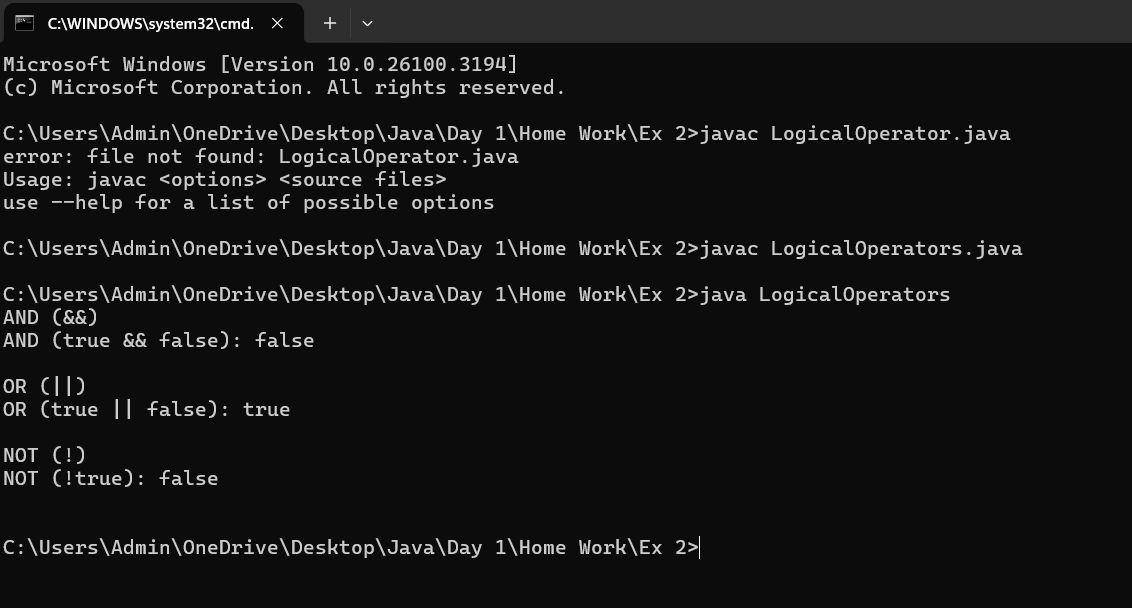 C:\WINDOWS\system32\cmd.
Microsoft Windows [Version 10.0.26100.3194]
(c) Microsoft Corporation. All rights reserved.
C:\Users\Admin\OneDrive\Desktop\Java\Day 1\Home Work\Ex 2>javac LogicalOperator.java
error: file not found: LogicalOperator.java
Usage: javac <options> <source files>
use --help for a list of possible options
C:\Users\Admin\OneDrive\Desktop\Java\Day 1\Home Work\Ex 2>javac LogicalOperators.java
C:\Users\Admin\OneDrive\Desktop\Java\Day 1\Home Work\Ex 2>java LogicalOperators
AND (&&)
AND (true && false): false
OR (||)
OR (true || false): true
NOT (!)
NOT (!true): false
C:\Users\Admin\OneDrive\Desktop\Java\Day 1\Home Work\Ex 2>